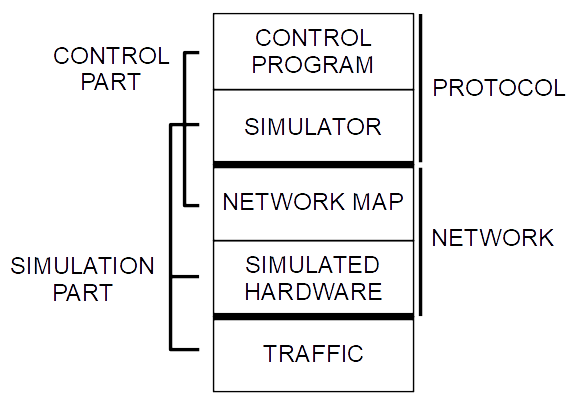 CONTROL
PROGRAM
CONTROL
PART
PROTOCOL
SIMULATOR
NETWORK MAP
NETWORK
SIMULATION
PART
SIMULATED
HARDWARE
TRAFFIC